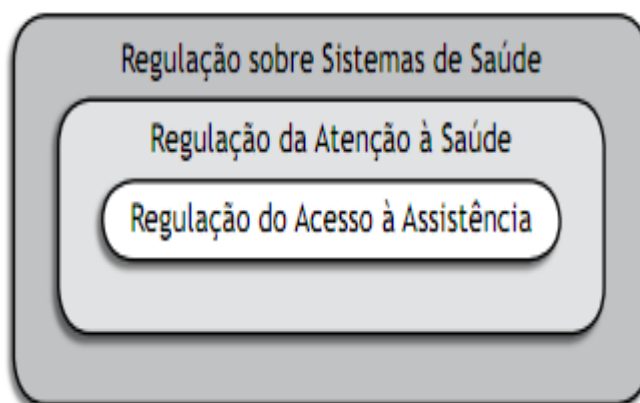 Regulação sobre Sistemas de Saúde
Regulação da Atenção à Saúde
Regulação do Acesso à Assistência